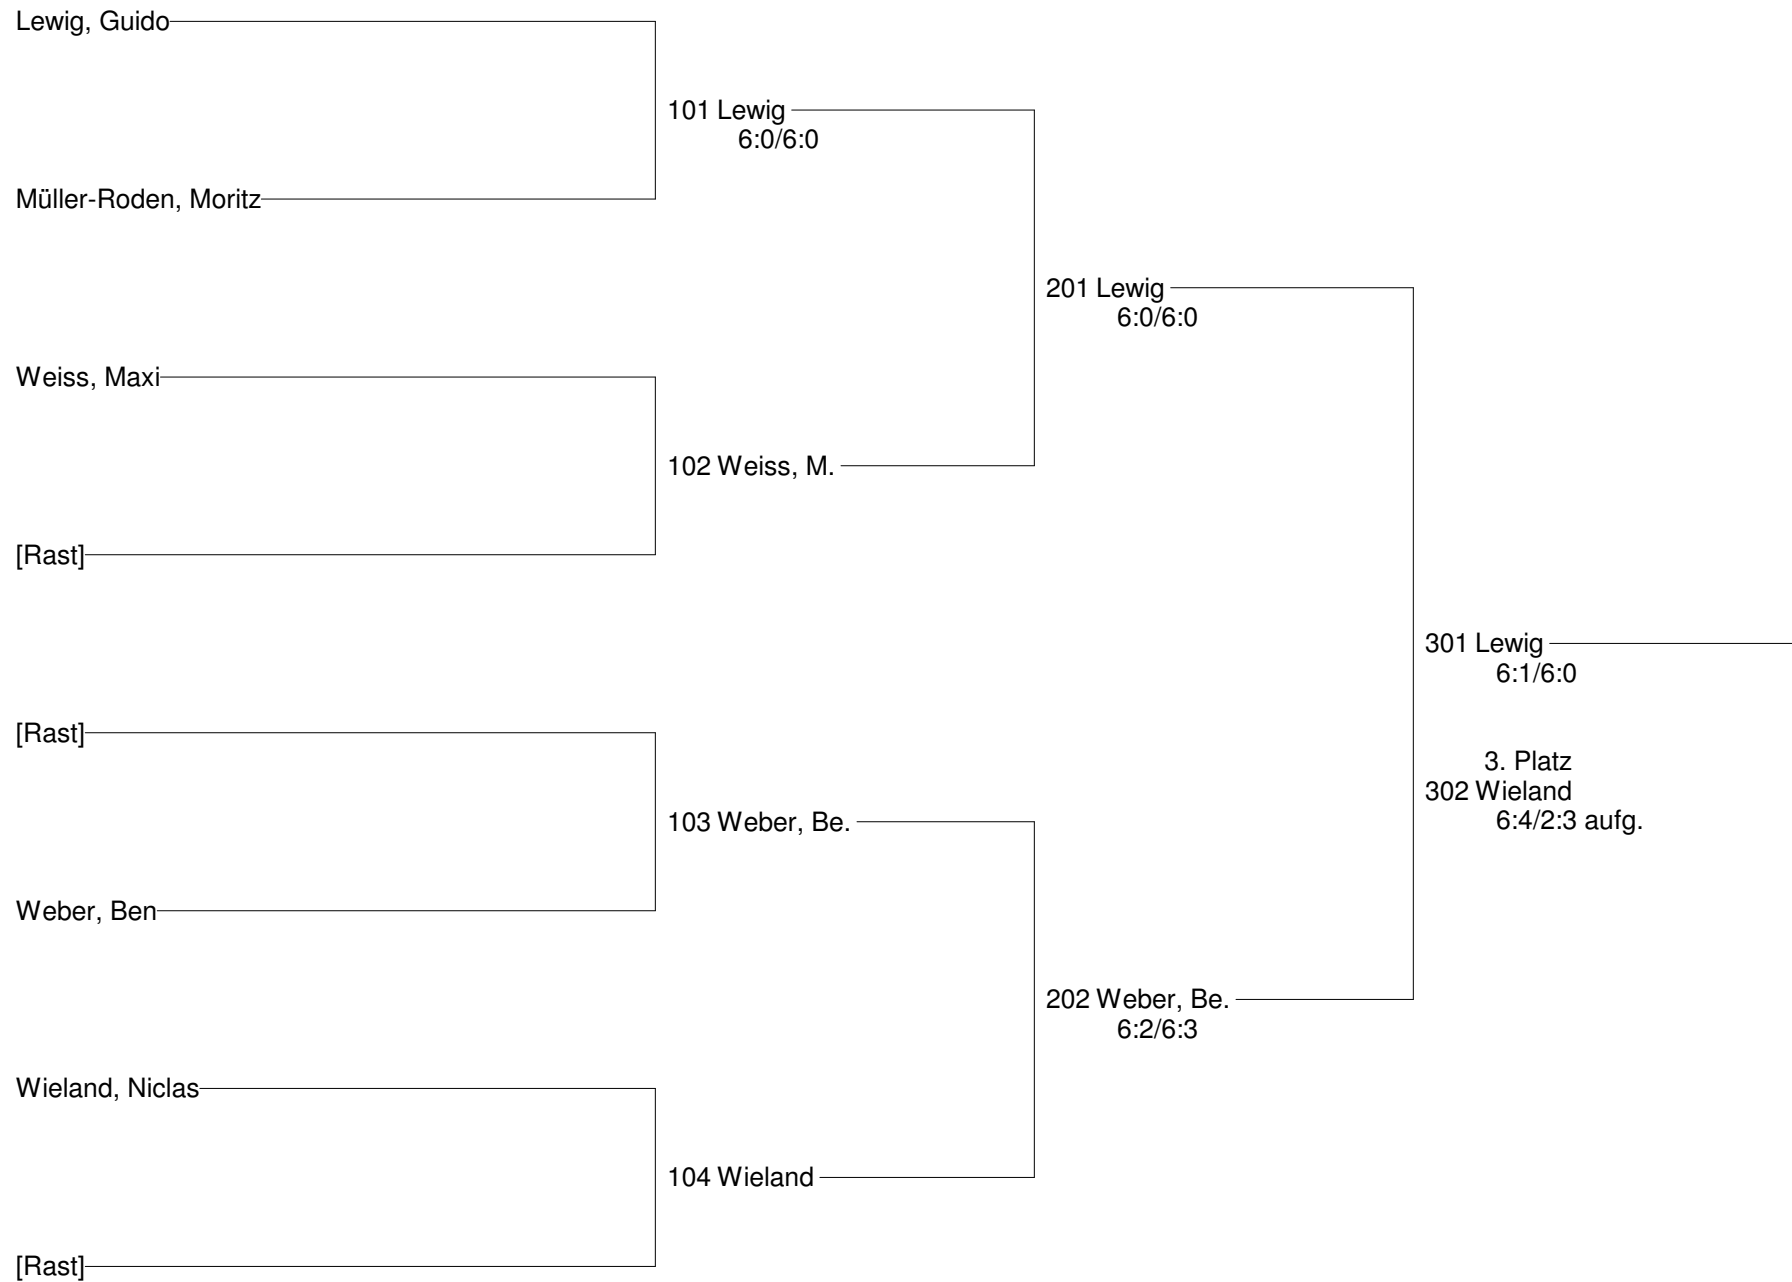 Lewig, Guido
101 Lewig
6:0/6:0
Müller-Roden, Moritz
201 Lewig
6:0/6:0
Weiss, Maxi
102 Weiss, M.
[Rast]
301 Lewig
6:1/6:0
[Rast]
3. Platz
302 Wieland
6:4/2:3 aufg.
103 Weber, Be.
Weber, Ben
202 Weber, Be.
6:2/6:3
Wieland, Niclas
104 Wieland
[Rast]